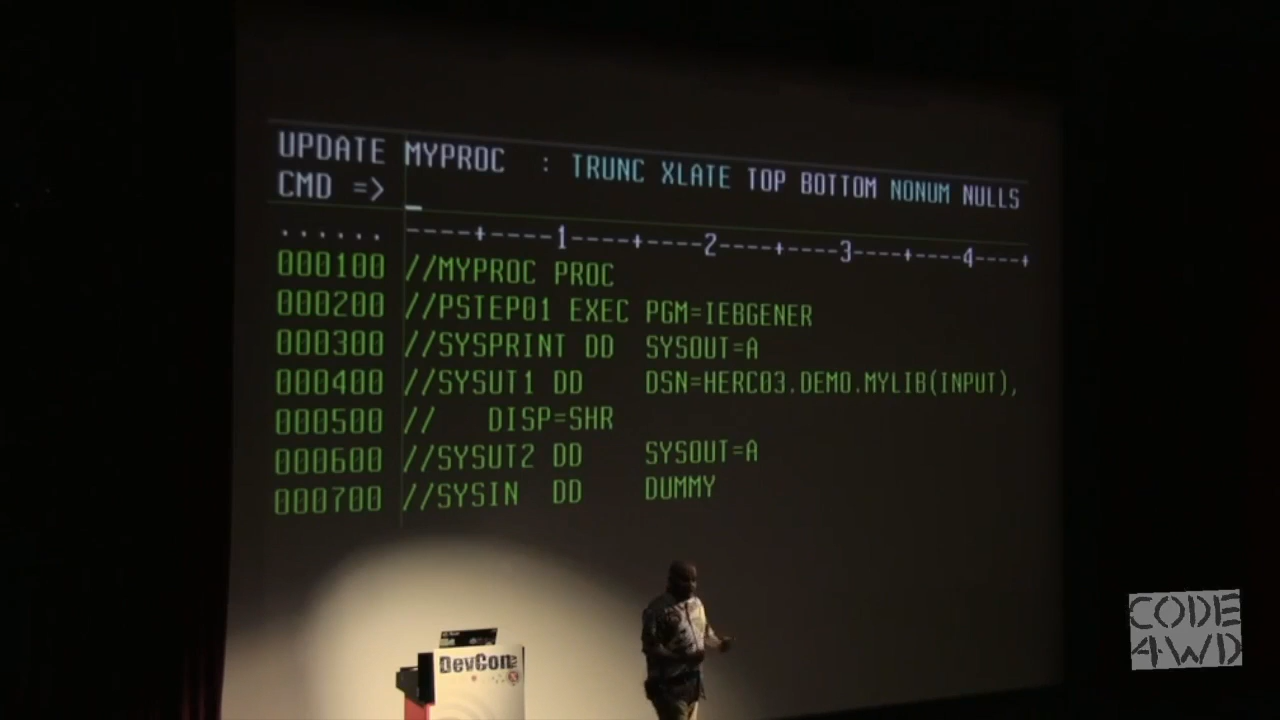 UPDATE MYPROC : TRUNC XLATE TOP BOTTOM NONUM NULLS
CMD =>
...... ----+----1----+----2----+----3----+----4----+
000100 //MYPROC PROC
000200 //PSTEP01 EXEC PGM=IEBGENER
000300 //SYSPRINT DD SYSOUT=A
000400 //SYSUT1 DD DSN=HERC03.DEMO.MYLIB(INPUT),
000500 // DISP=SHR
000600 //SYSUT2 DD SYSOUT=A
000700 //SYSIN DD DUMMY
DevCon
CODE
4WD